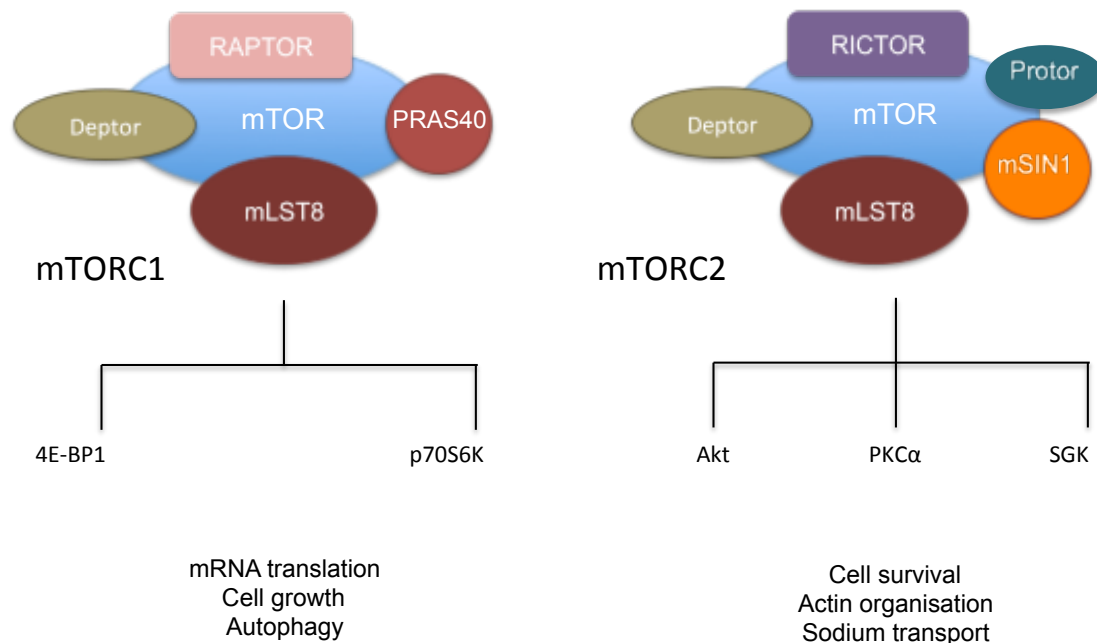 RAPTOR
Deptor
mTOR
PRAS40
mLST8
mTORC1
4E-BP1
p70S6K
mRNA translation
Cell growth
Autophagy
RICTOR
Protor
Deptor
mTOR
mSIN1
mLST8
mTORC2
Akt
PKCα
SGK
Cell survival
Actin organisation
Sodium transport